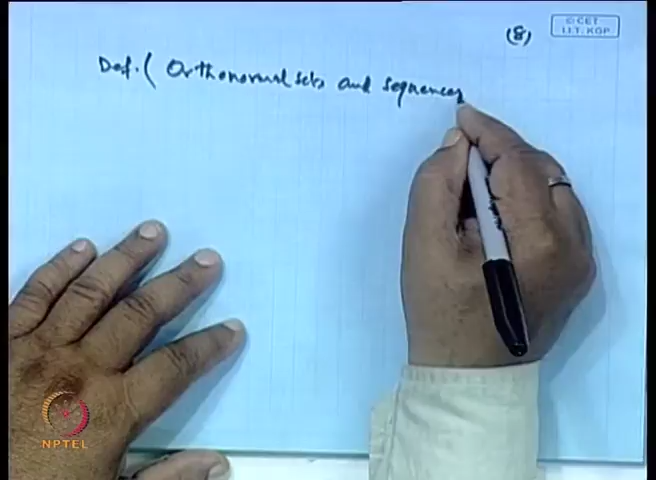 (8)
© CET
I.I.T. KGP
Def. ( Orthonormal sets and sequences
NPTEL